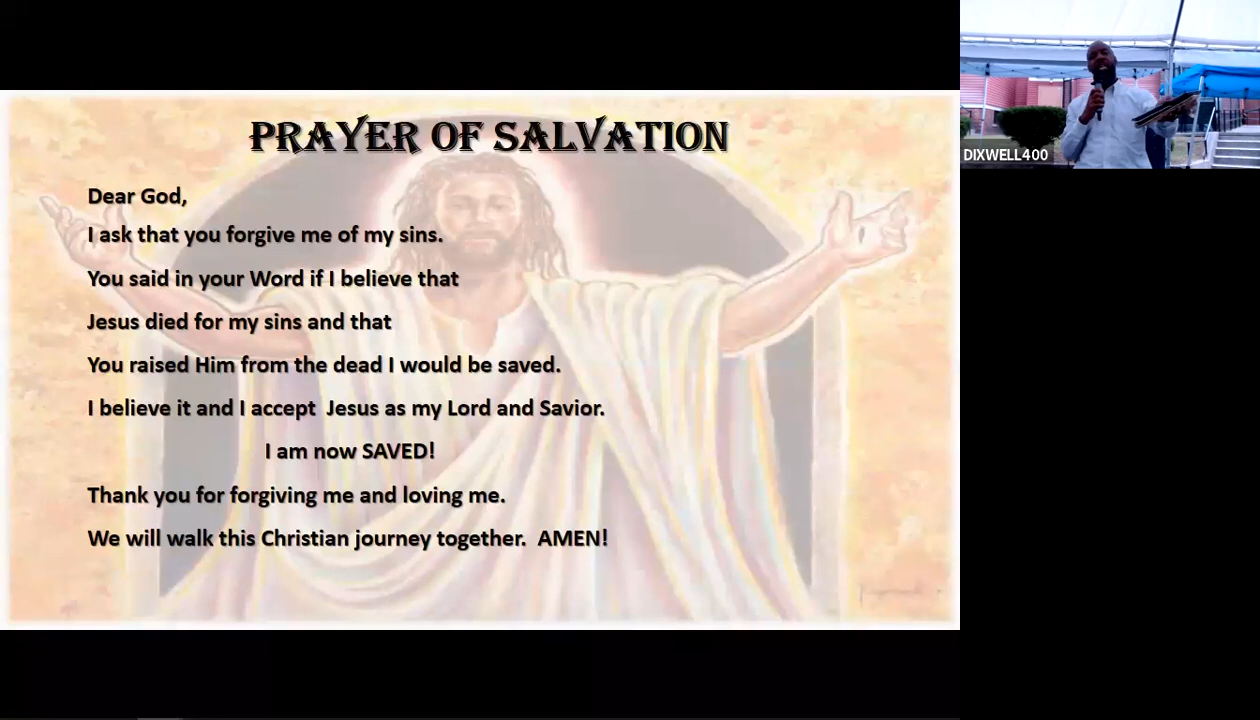 PRAYER OF SALVATION
Dear God,
I ask that you forgive me of my sins.
You said in your Word if I believe that
Jesus died for my sins and that
You raised Him from the dead I would be saved.
I believe it and I accept  Jesus as my Lord and Savior.
I am now SAVED!
Thank you for forgiving me and loving me.
We will walk this Christian journey together.  AMEN!
DIXWELL400